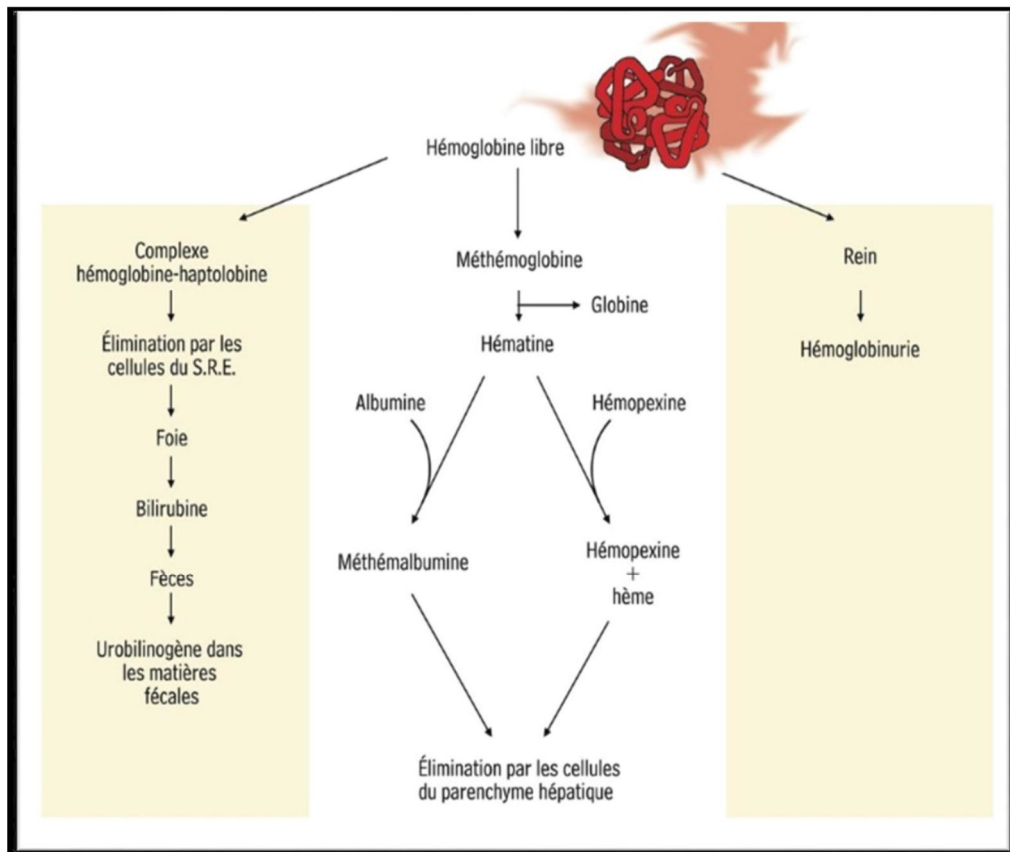 Hémoglobine libre
Complexe
hémoglobine-haptolobine
Élimination par les
cellules du S.R.E.
Foie
Bilirubine
Fèces
Urobilinogène dans
les matières
fécales
Méthémoglobine
Globine
Hématine
Albumine
Hémopexine
Méthémalbumine
Hémopexine
+
hème
Élimination par les cellules
du parenchyme hépatique
Rein
Hémoglobinurie